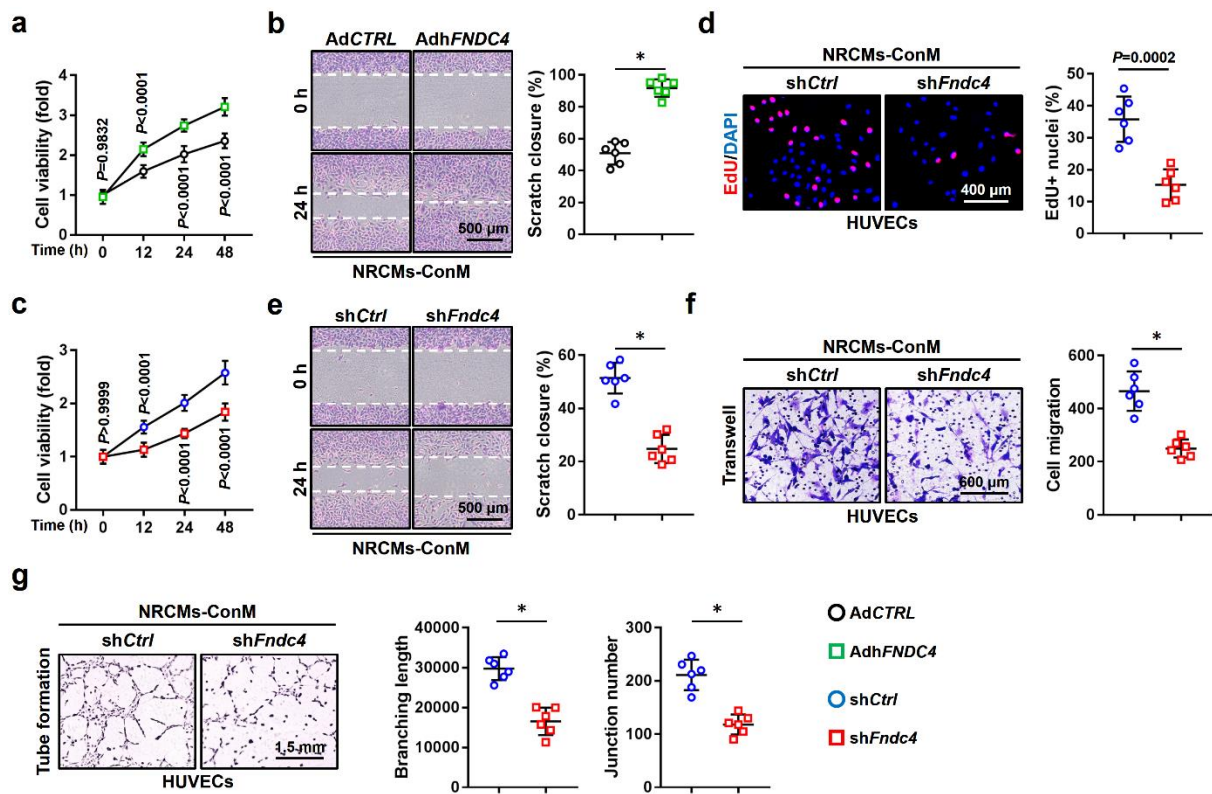 a
Cell viability (fold)
4
3
2
1
0
P=0.9832
P<0.0001
P<0.0001
P<0.0001
Time (h)
0
12
24
48
b
AdCTRL
AdhFNDC4
0 h
24 h
500 µm
NRCMs-ConM
Scratch closure (%)
100
80
60
40
20
0
*
d
NRCMs-ConM
shCtrl
shFndc4
EdU/DAPI
400 µm
HUVECs
P=0.0002
EdU+ nuclei (%)
50
40
30
20
10
0
c
Cell viability (fold)
3
2
1
0
P>0.9999
P<0.0001
P<0.0001
P<0.0001
Time (h)
0
12
24
48
e
shCtrl
shFndc4
0 h
24 h
500 µm
NRCMs-ConM
Scratch closure (%)
60
40
20
0
*
f
NRCMs-ConM
shCtrl
shFndc4
Transwell
600 µm
HUVECs
Cell migration
600
400
200
0
*
g
NRCMs-ConM
shCtrl
shFndc4
Tube formation
1.5 mm
HUVECs
Branching length
40000
30000
20000
10000
0
*
Junction number
300
200
100
0
*
AdCTRL
AdhFNDC4
shCtrl
shFndc4